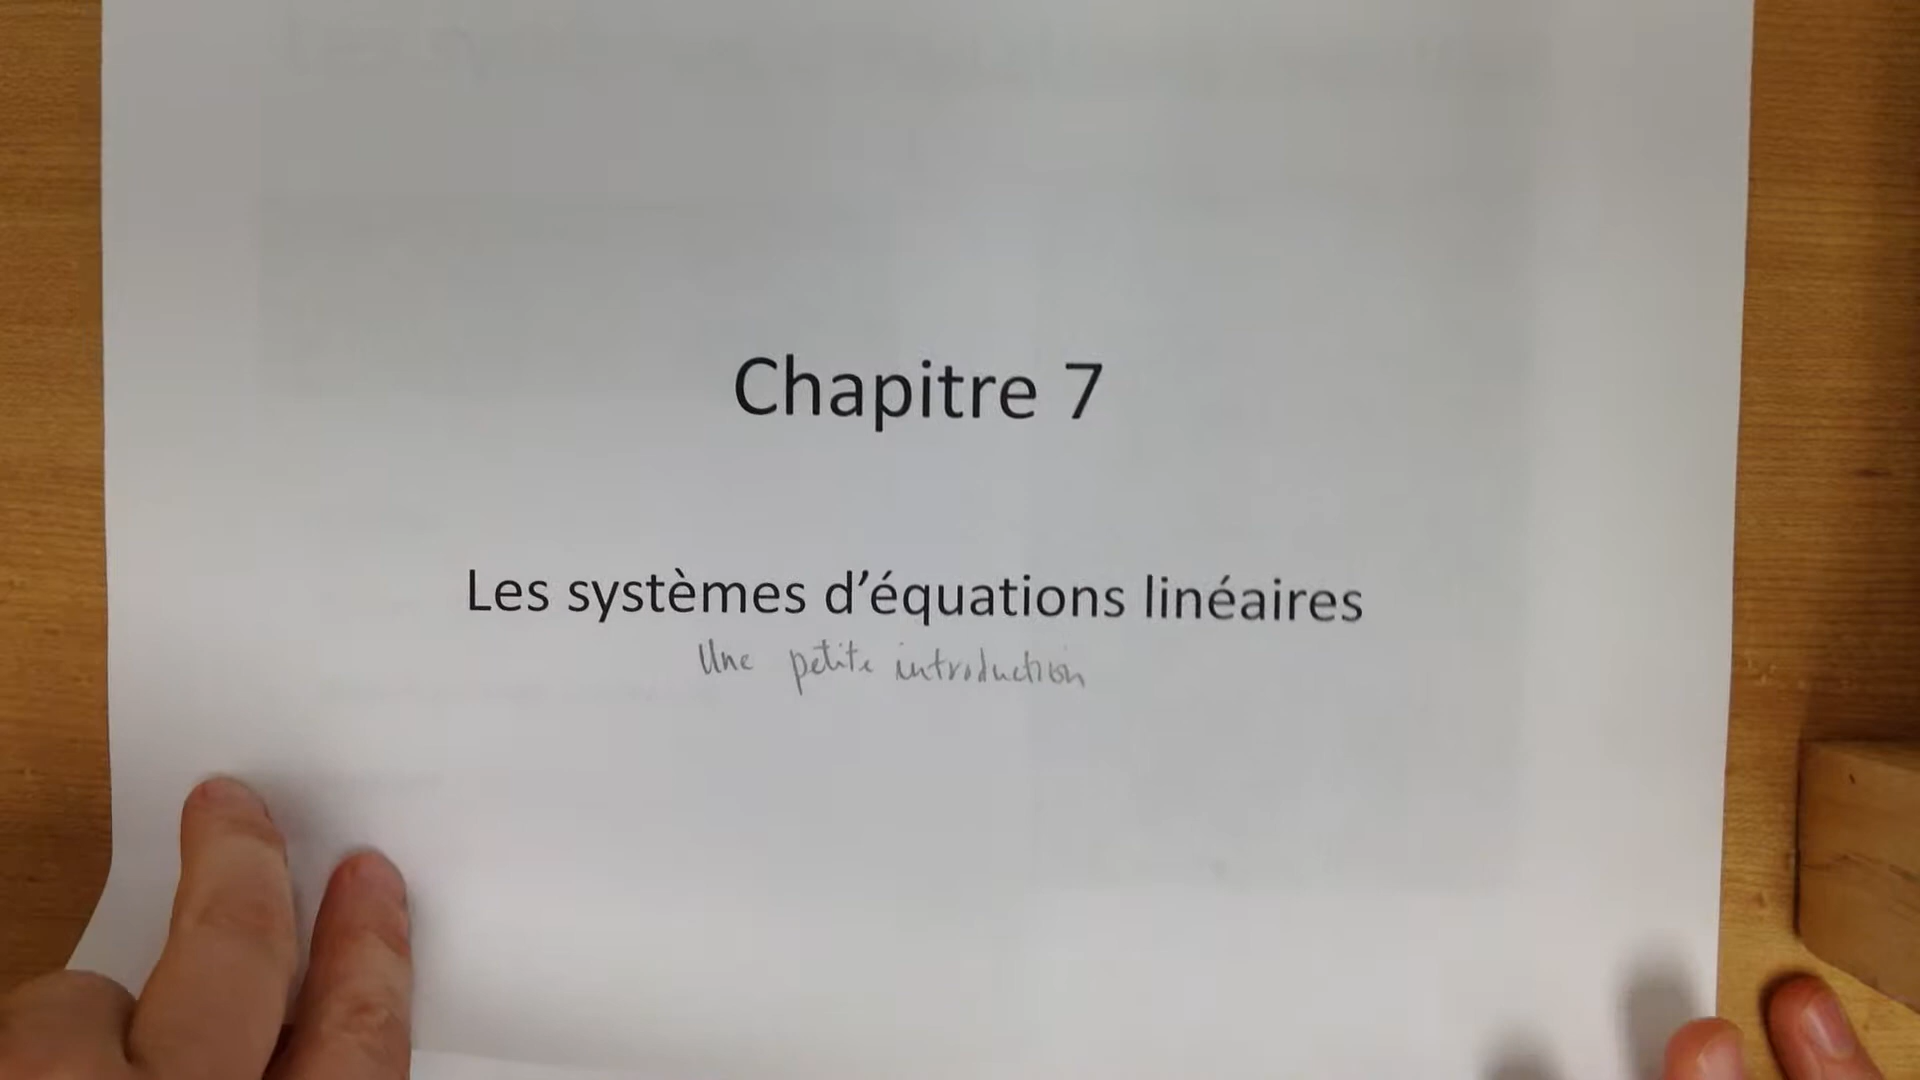 Chapitre 7
Les systèmes d'équations linéaires
Une petite introduction